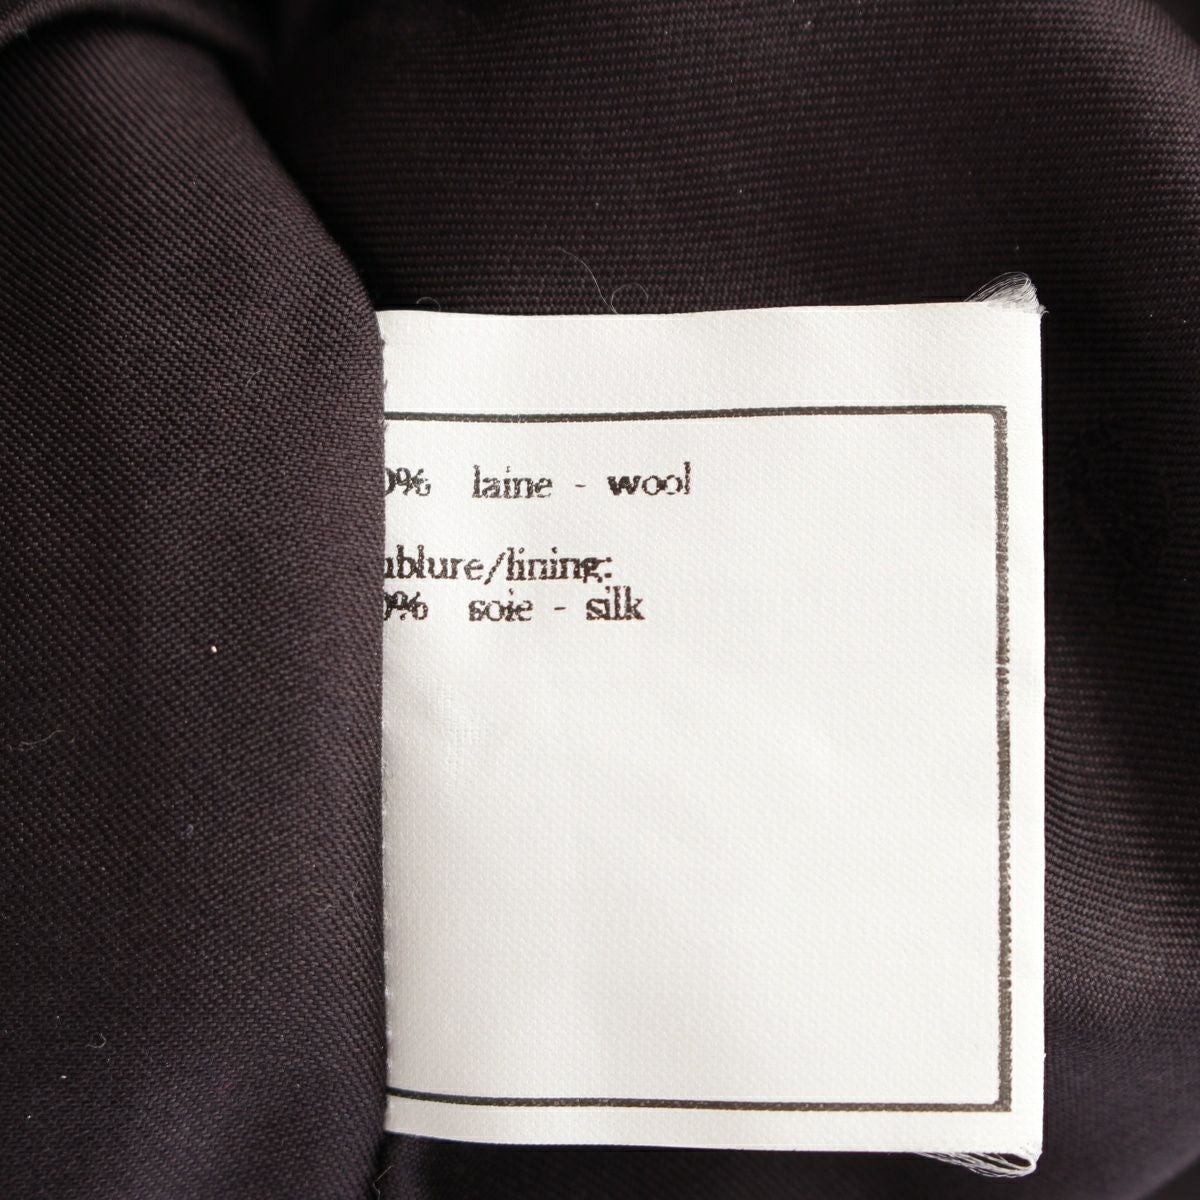 0% laine - wool
ublure/lining:
0% soie - silk